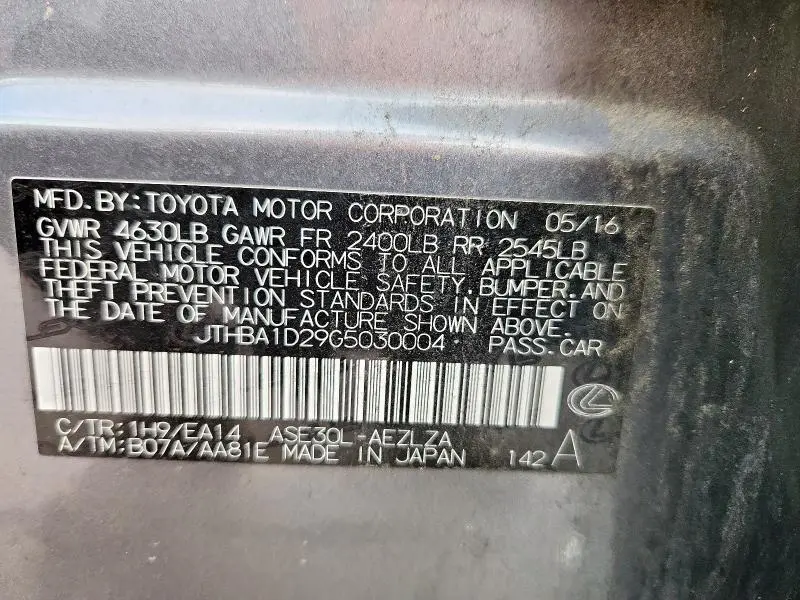 MFD.BY:TOYOTA MOTOR CORPORATION 05/16
GVWR 4630LB GAWR FR 2400LB RR 2545LB
THIS VEHICLE CONFORMS TO ALL APPLICABLE
FEDERAL MOTOR VEHICLE SAFETY,BUMPER,AND
THEFT PREVENTION STANDARDS IN EFFECT ON
THE DATE OF MANUFACTURE SHOWN ABOVE.
JTHBA1D29G5030004 PASS.CAR
C/TR:1H9/EA14 ASE30L-AEZLZA
A/TM:B07A/AA81E MADE IN JAPAN 142 A